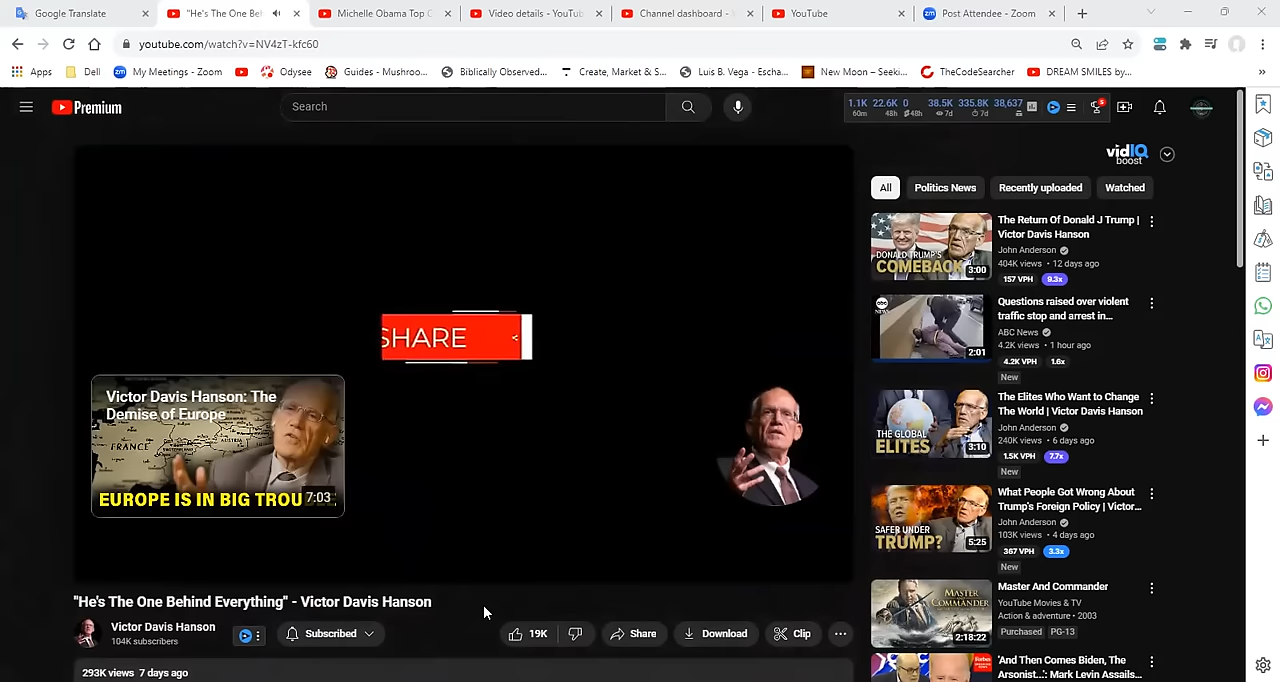 Google Translate
"He's The One Beh
Michelle Obama Top
Video details - YouTub
Channel dashboard -
YouTube
Post Attendee - Zoom
youtube.com/watch?v=NV4zT-kfc60
Apps
Dell
My Meetings - Zoom
Odysee
Guides - Mushroo...
Biblically Observed...
Create, Market & S...
Luis B. Vega - Escha...
New Moon – Seeki...
TheCodeSearcher
DREAM SMILES by...
Premium
Search
1.1K 22.6K 0 38.5K 335.8K 38,637
60m 48h 48h 7d 7d
vidIQ
boost
All
Politics News
Recently uploaded
Watched
The Return Of Donald J Trump |
Victor Davis Hanson
John Anderson
404K views • 12 days ago
157 VPH 9.3x
DONALD TRUMP'S
COMEBACK
3:00
Questions raised over violent
traffic stop and arrest in...
ABC News
4.2K views • 1 hour ago
4.2K VPH 1.6x
New
abc
NEWS
2:01
SHARE
Victor Davis Hanson: The
Demise of Europe
FRANCE
AUSTRIA
EUROPE IS IN BIG TROU
7:03
The Elites Who Want to Change
The World | Victor Davis Hanson
John Anderson
240K views • 6 days ago
1.5K VPH 7.7x
New
THE GLOBAL
ELITES
3:10
What People Got Wrong About
Trump's Foreign Policy | Victor...
John Anderson
103K views • 4 days ago
367 VPH 3.3x
New
SAFER UNDER
TRUMP?
5:25
Master And Commander
YouTube Movies & TV
Action & adventure • 2003
Purchased PG-13
MASTER
AND
COMMANDER
2:18:22
'And Then Comes Biden, The
Arsonist...': Mark Levin Assails...
Forbes
"He's The One Behind Everything" - Victor Davis Hanson
Victor Davis Hanson
104K subscribers
Subscribed
19K
Share
Download
Clip
293K views 7 days ago